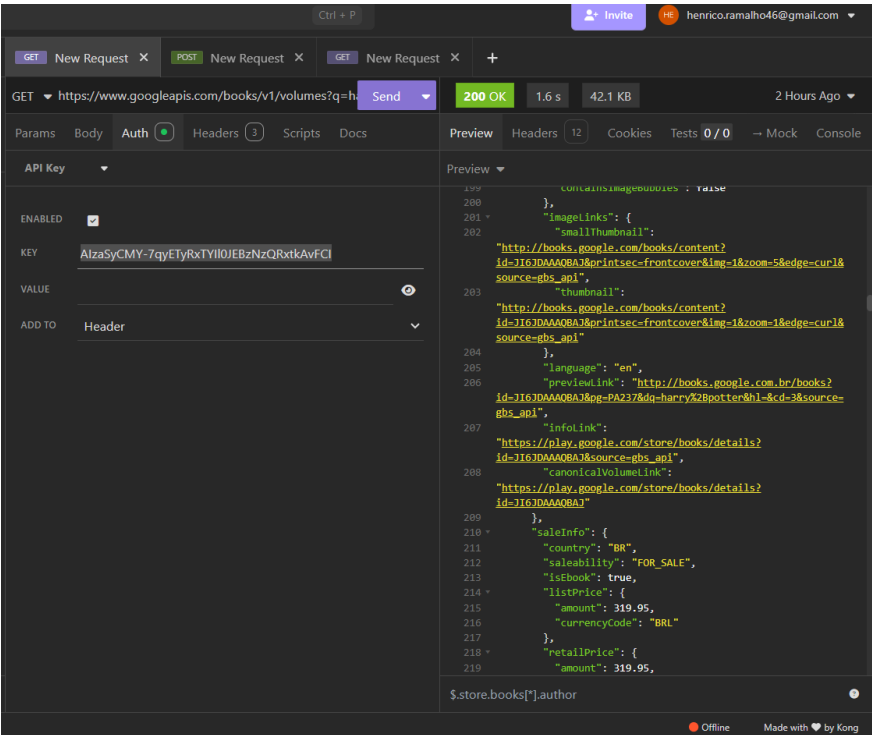 Ctrl + P
Invite
HE
henrico.ramalho46@gmail.com
GET New Request
POST New Request
GET New Request
+
GET https://www.googleapis.com/books/v1/volumes?q=ha
Send
200 OK
1.6 s
42.1 KB
2 Hours Ago
Params Body Auth Headers 3 Scripts Docs
Preview Headers 12 Cookies Tests 0 / 0 → Mock Console
API Key
ENABLED
KEY AIzaSyCMY-7qyETyRxTYIl0JEBzNzQRxtkAvFCI
VALUE
ADD TO Header
Preview
199 "containsImageBubbles": false
200 },
201 "imageLinks": {
202 "smallThumbnail":
"http://books.google.com/books/content?
id=JI6JDAAAQBAJ&printsec=frontcover&img=1&zoom=5&edge=curl&
source=gbs_api",
203 "thumbnail":
"http://books.google.com/books/content?
id=JI6JDAAAQBAJ&printsec=frontcover&img=1&zoom=1&edge=curl&
source=gbs_api"
204 },
205 "language": "en",
206 "previewLink": "http://books.google.com.br/books?
id=JI6JDAAAQBAJ&pg=PA237&dq=harry%2Bpotter&hl=&cd=3&source=
gbs_api",
207 "infoLink":
"https://play.google.com/store/books/details?
id=JI6JDAAAQBAJ&source=gbs_api",
208 "canonicalVolumeLink":
"https://play.google.com/store/books/details?
id=JI6JDAAAQBAJ"
209 },
210 "saleInfo": {
211 "country": "BR",
212 "saleability": "FOR_SALE",
213 "isEbook": true,
214 "listPrice": {
215 "amount": 319.95,
216 "currencyCode": "BRL"
217 },
218 "retailPrice": {
219 "amount": 319.95,
$.store.books[*].author
Offline
Made with ♥ by Kong